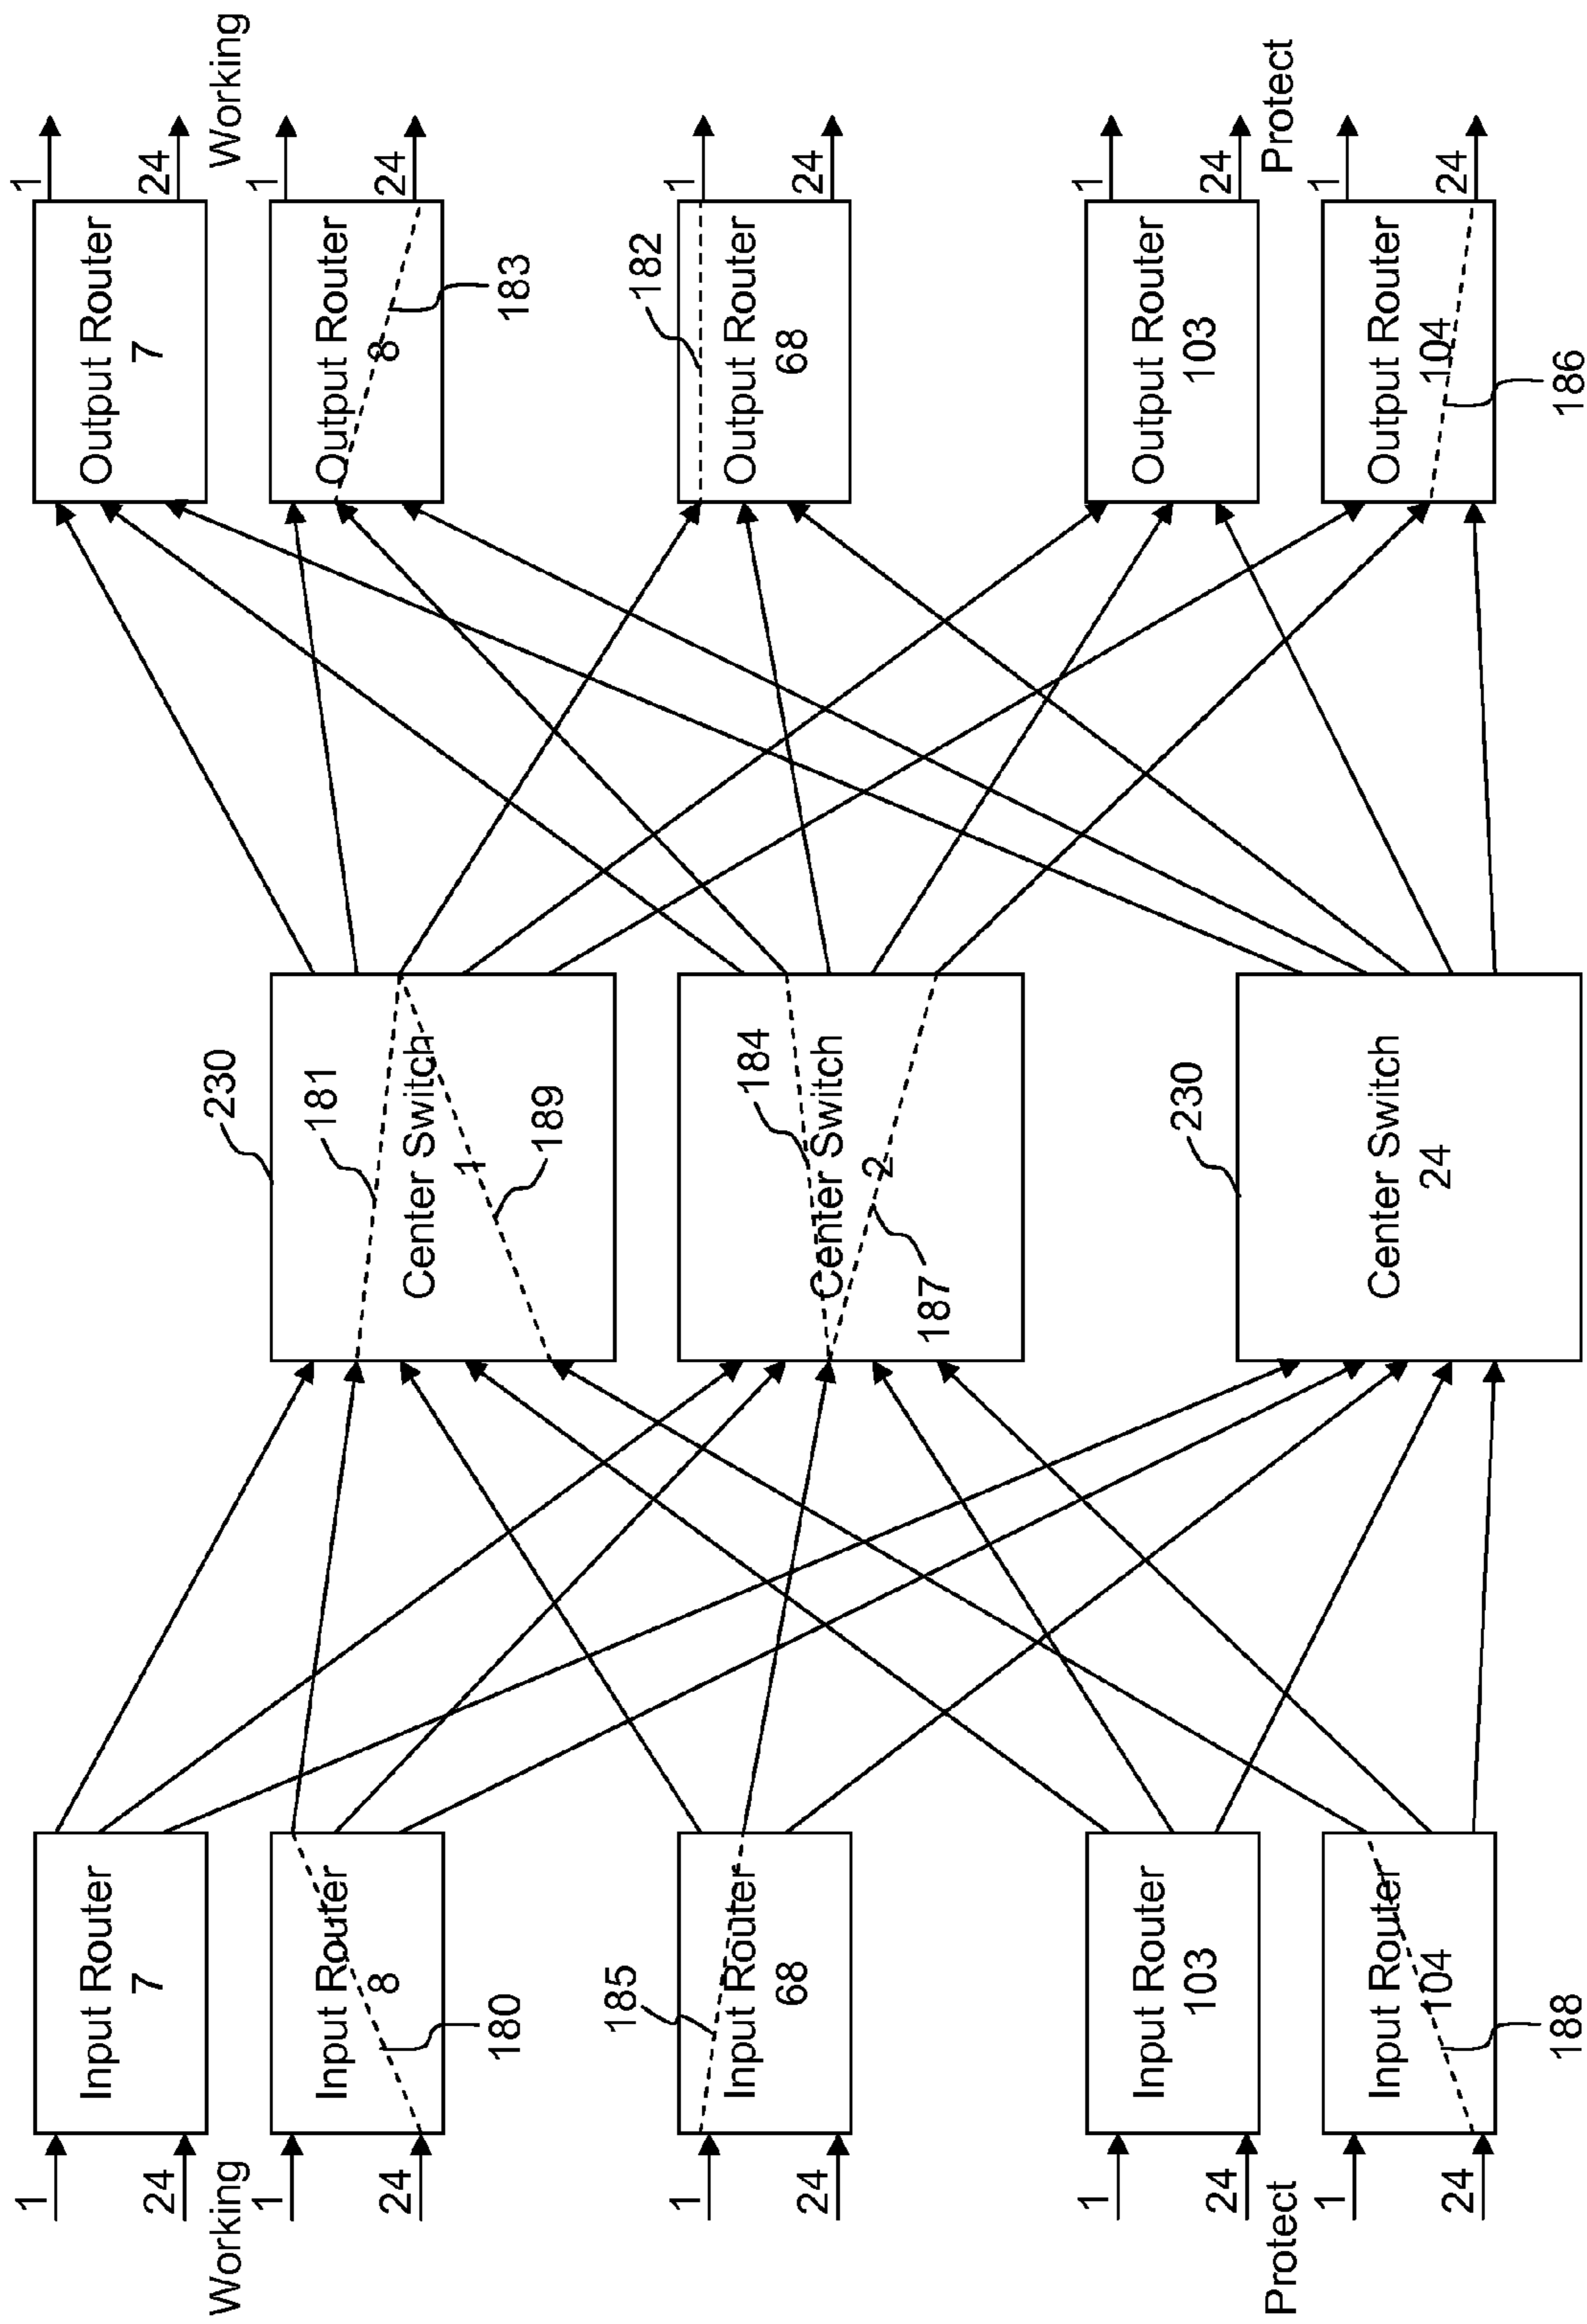 1
24
Working
1
24
1
24
1
24
Protect
1
24
Input Router
7
Input Router
8
180
185
Input Router
68
Input Router
103
Input Router
104
188
230
181
Center Switch
1
189
184
Center Switch
2
187
230
Center Switch
24
Output Router
7
Output Router
8
183
182
Output Router
68
Output Router
103
Output Router
104
186
1
24
Working
1
24
1
24
1
24
Protect
1
24